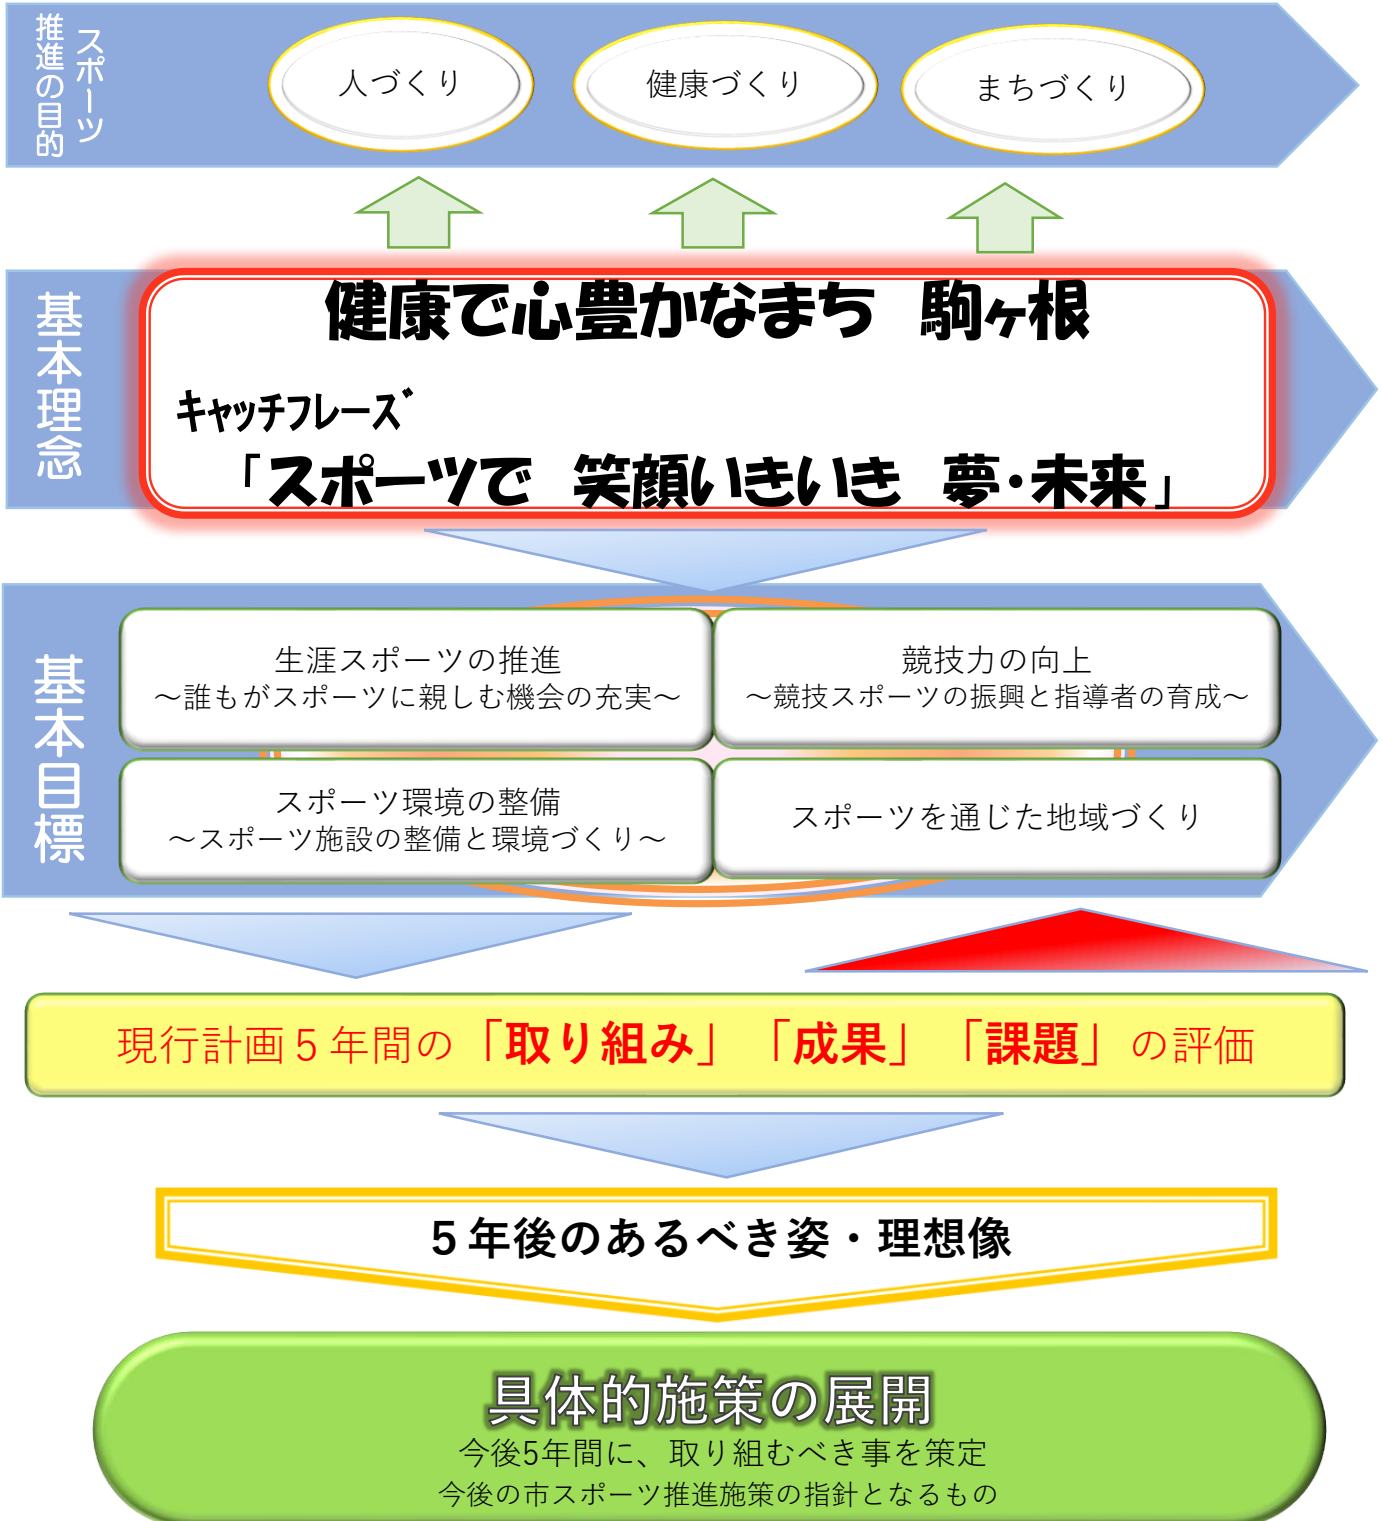 スポーツ
推進の目的
人づくり
健康づくり
まちづくり
基本理念
健康で心豊かなまち　駒ヶ根
ｷｬｯﾁﾌﾚｰｽﾞ
「スポーツで　笑顔いきいき　夢・未来」
基本目標
生涯スポーツの推進
～誰もがスポーツに親しむ機会の充実～
競技力の向上
～競技スポーツの振興と指導者の育成～
スポーツ環境の整備
～スポーツ施設の整備と環境づくり～
スポーツを通じた地域づくり
現行計画５年間の「取り組み」「成果」「課題」の評価
５年後のあるべき姿・理想像
具体的施策の展開
今後5年間に、取り組むべき事を策定
今後の市スポーツ推進施策の指針となるもの